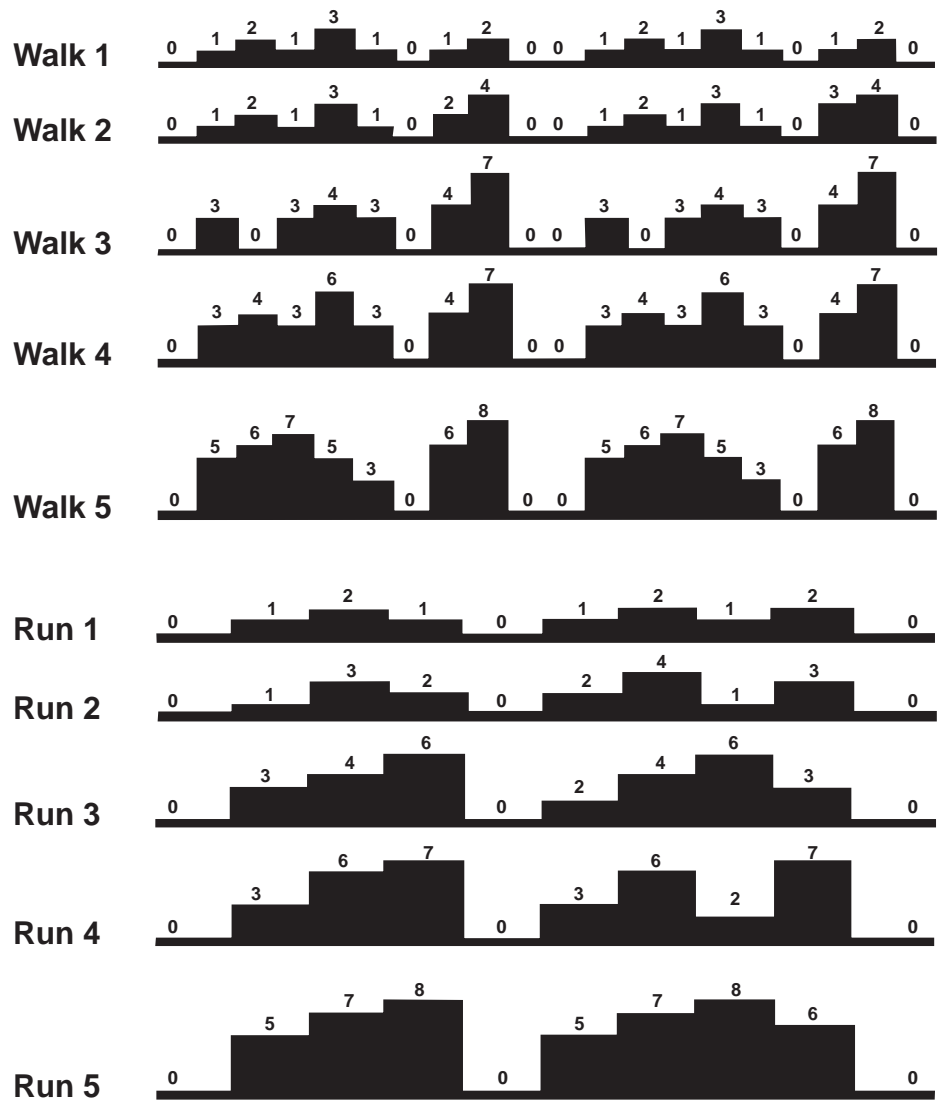 Walk 1 0 1 2 1 3 1 0 1 2 0 0 1 2 1 3 1 0 1 2 0
Walk 2 0 1 2 1 3 1 0 2 4 0 0 1 2 1 3 1 0 3 4 0
Walk 3 0 3 0 3 4 3 0 4 7 0 0 3 0 3 4 3 0 4 7 0
Walk 4 0 3 4 3 6 3 0 4 7 0 0 3 4 3 6 3 0 4 7 0
Walk 5 0 5 6 7 5 3 0 6 8 0 0 5 6 7 5 3 0 6 8 0
Run 1 0 1 2 1 0 1 2 1 2 0
Run 2 0 1 3 2 0 2 4 1 3 0
Run 3 0 3 4 6 0 2 4 6 3 0
Run 4 0 3 6 7 0 3 6 2 7 0
Run 5 0 5 7 8 0 5 7 8 6 0